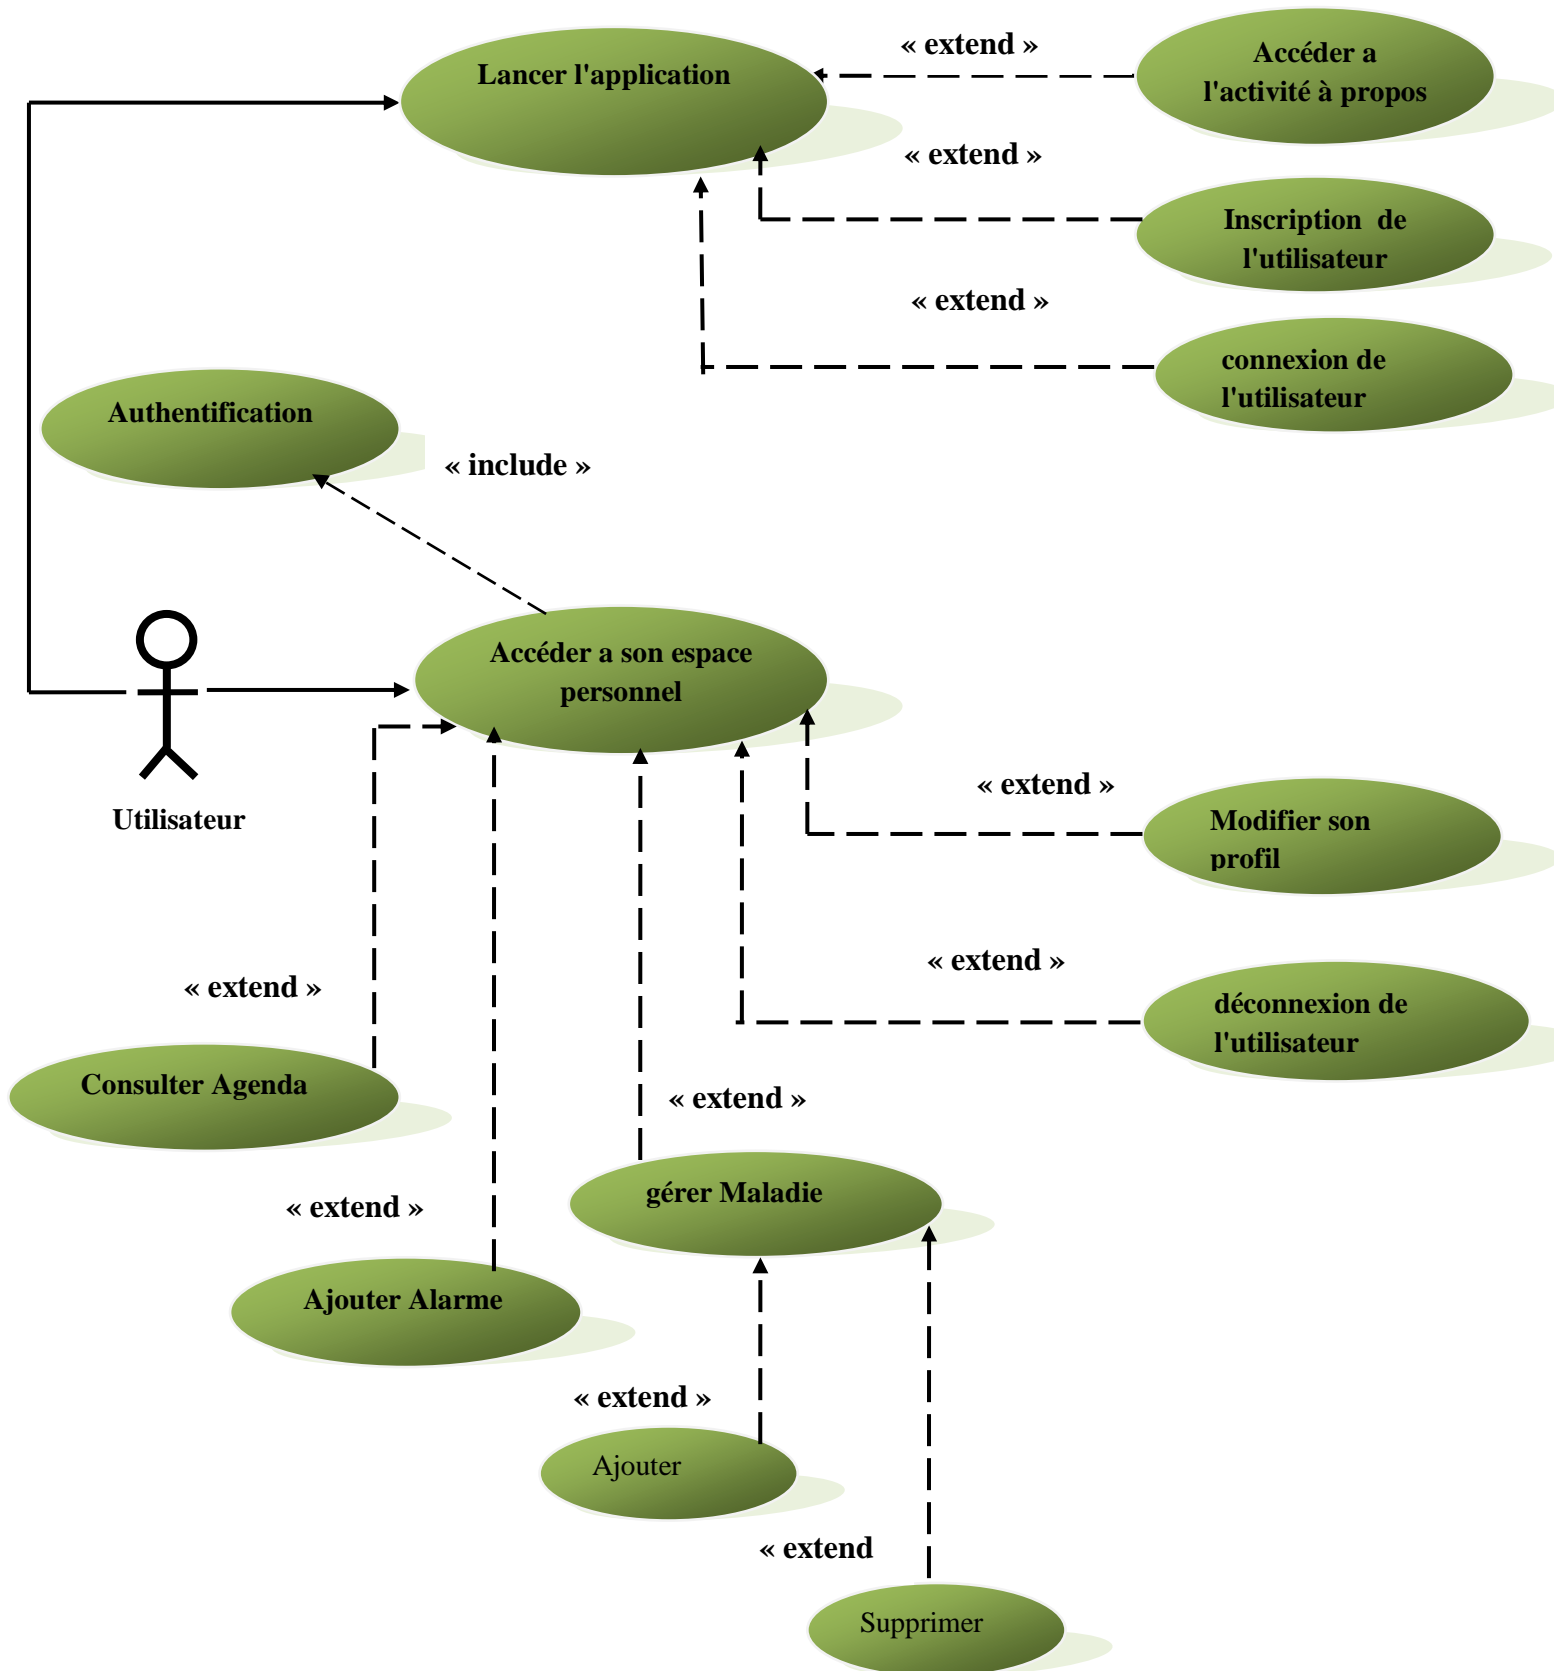 « extend »
Lancer l'application
Accéder a
l'activité à propos
« extend »
Inscription  de
l'utilisateur
« extend »
connexion de
l'utilisateur
Authentification
« include »
Accéder a son espace
personnel
Utilisateur
« extend »
Modifier son
profil
« extend »
déconnexion de
l'utilisateur
« extend »
Consulter Agenda
« extend »
gérer Maladie
« extend »
Ajouter Alarme
« extend »
Ajouter
« extend
Supprimer